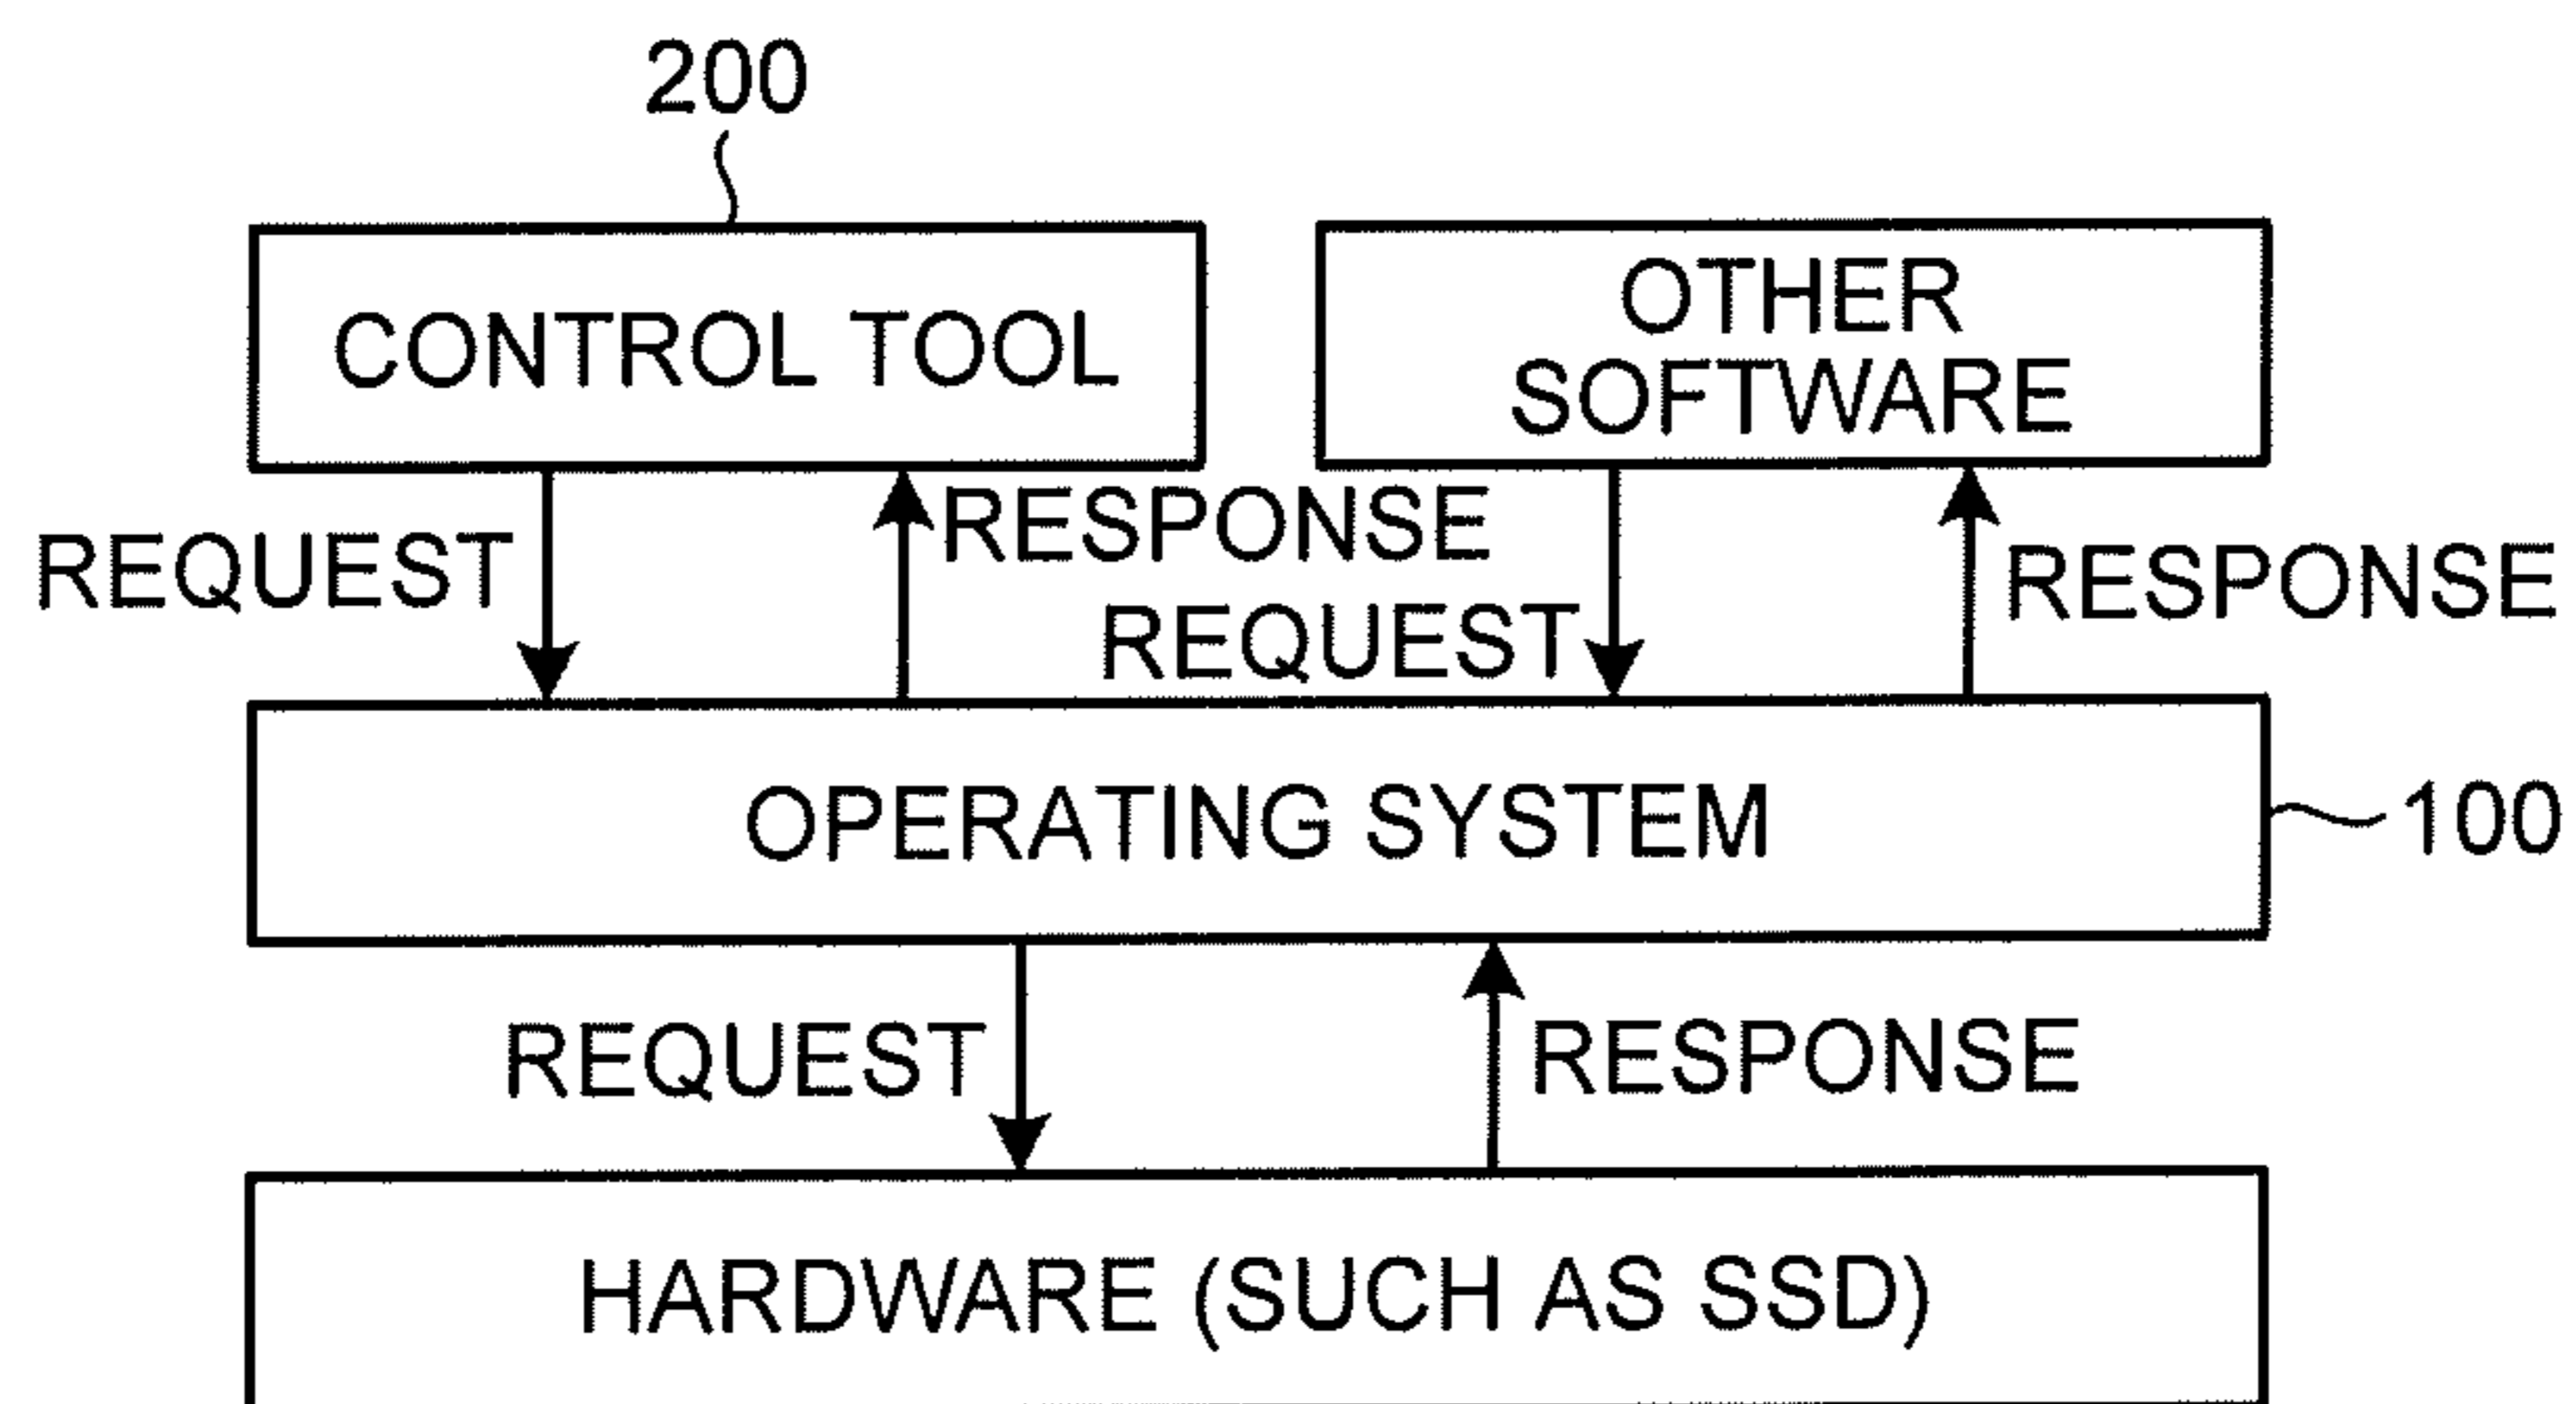 200
CONTROL TOOL
OTHER
SOFTWARE
REQUEST
RESPONSE
REQUEST
RESPONSE
OPERATING SYSTEM
100
REQUEST
RESPONSE
HARDWARE (SUCH AS SSD)